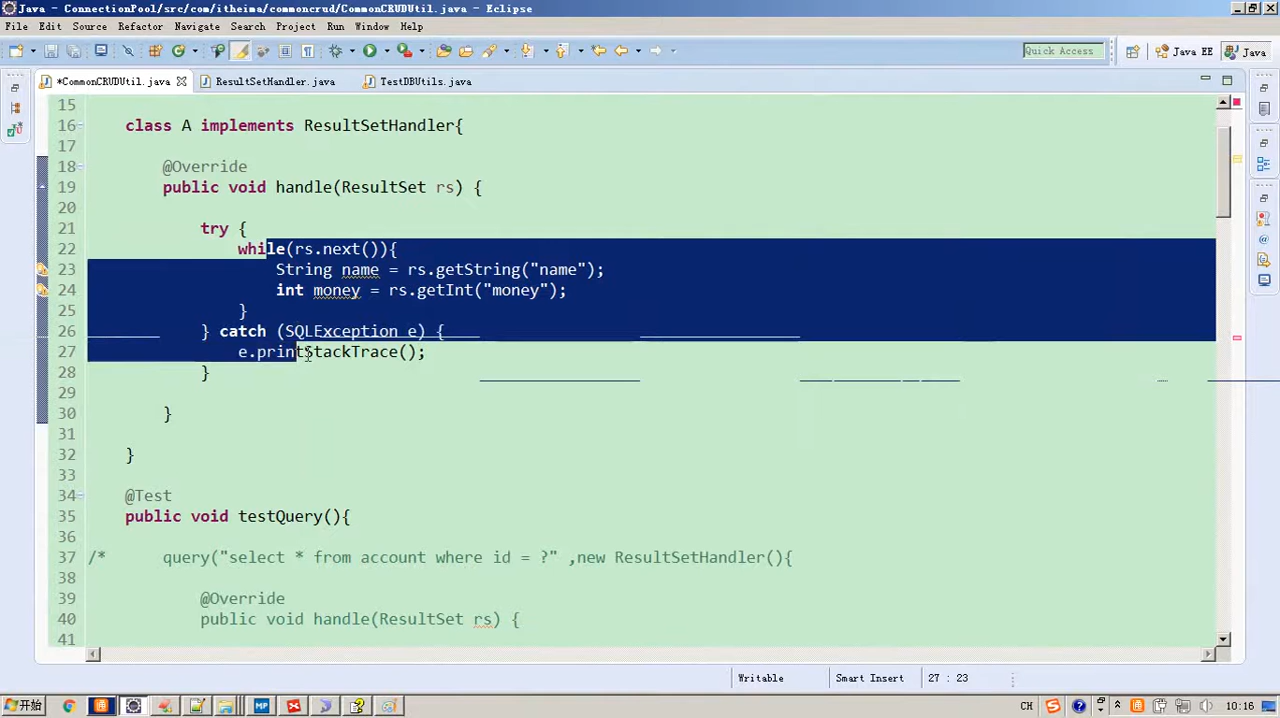 Java - ConnectionPool/src/com/itheima/commoncrud/CommonCRUDUtil.java - Eclipse
File Edit Source Refactor Navigate Search Project Run Window Help
Quick Access Java EE Java
*CommonCRUDUtil.java ResultSetHandler.java TestDBUtils.java
15
16 class A implements ResultSetHandler{
17
18 @Override
19 public void handle(ResultSet rs) {
20
21 try {
22 while(rs.next()){
23 String name = rs.getString("name");
24 int money = rs.getInt("money");
25 }
26 } catch (SQLException e) {
27 e.printStackTrace();
28 }
29
30 }
31
32 }
33
34 @Test
35 public void testQuery(){
36
37 /* query("select * from account where id = ?" ,new ResultSetHandler(){
38
39 @Override
40 public void handle(ResultSet rs) {
41
Writable Smart Insert 27 : 23
开始 CH 10:16